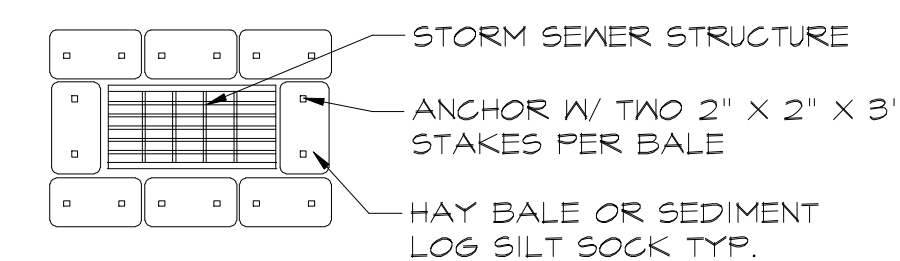 STORM SEWER STRUCTURE
ANCHOR W/ TWO 2" X 2" X 3'
STAKES PER BALE
HAY BALE OR SEDIMENT
LOG SILT SOCK TYP.